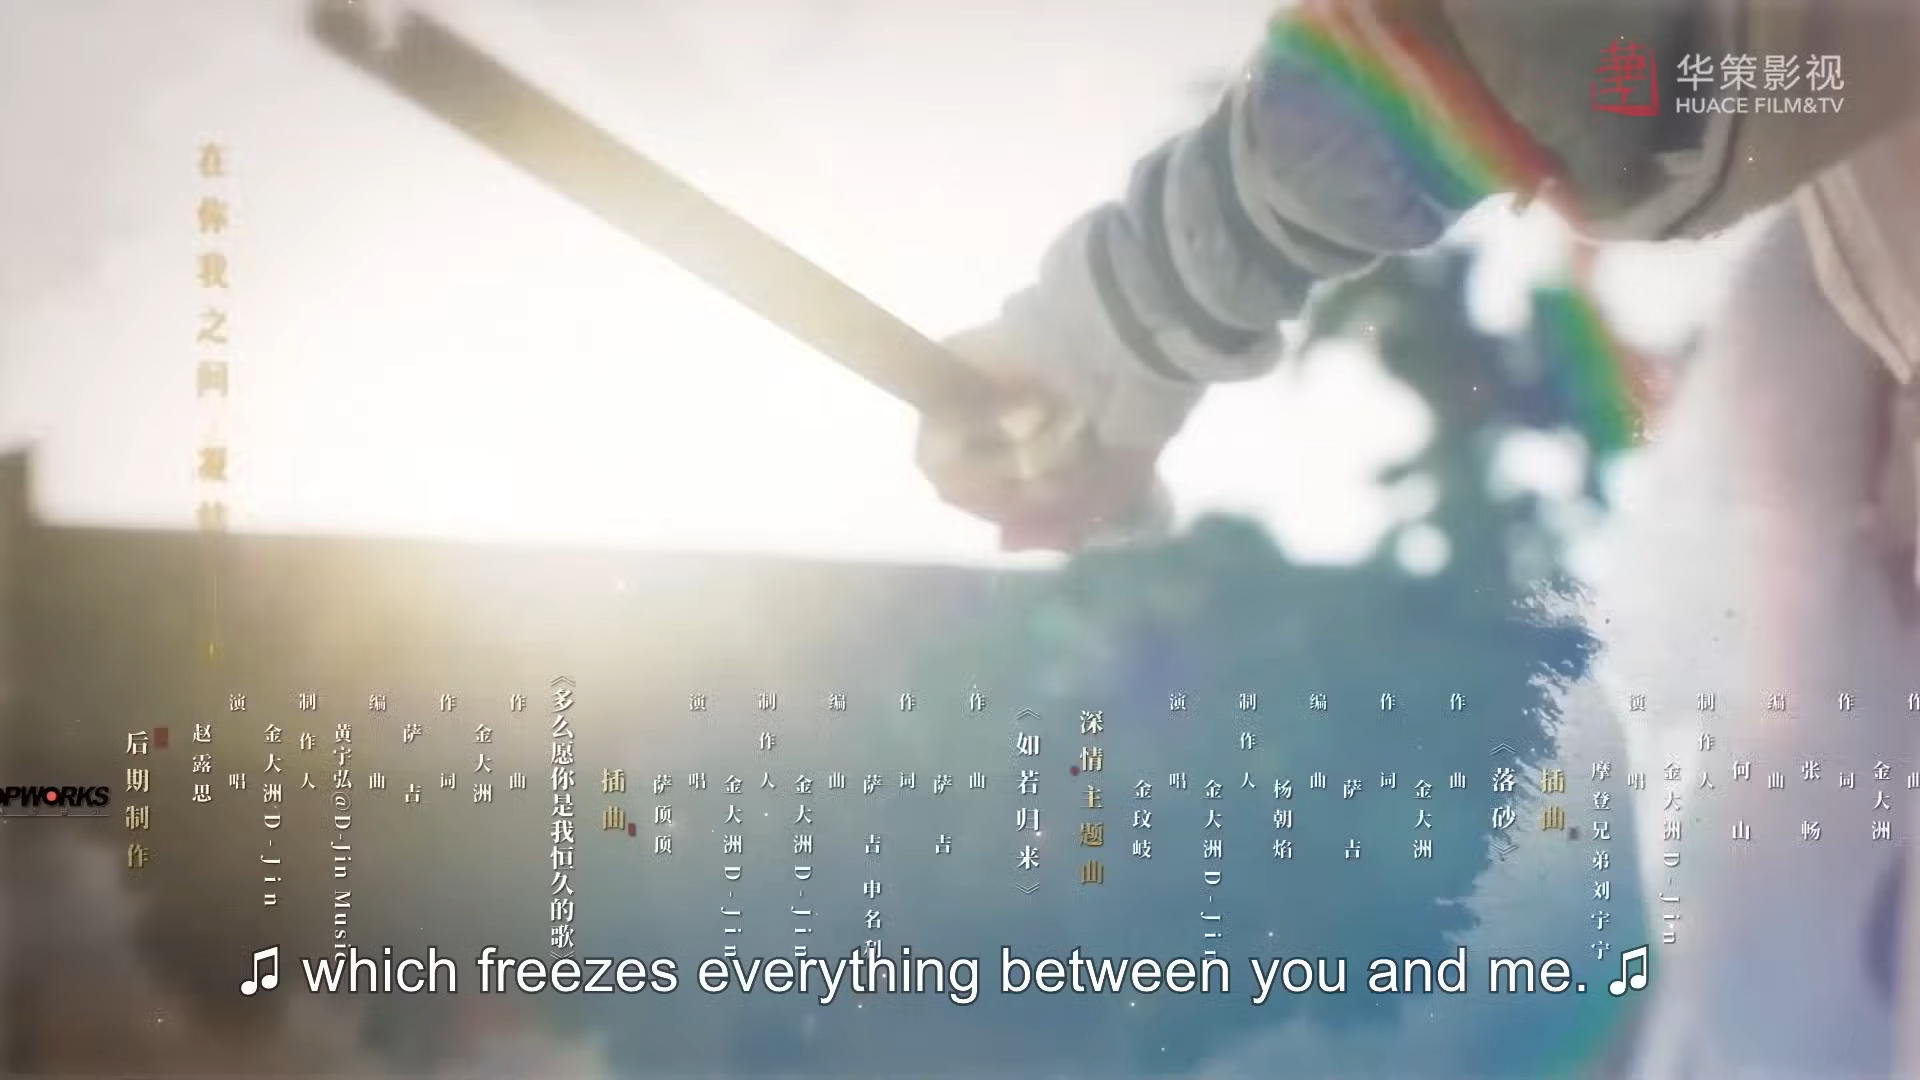 华策影视
HUACE FILM&TV
在你我之间 凝结
金大洲
作词
张畅
编曲
何山
制作人
金大洲D-Jin
演唱
摩登兄弟刘宇宁
插曲
《落砂》
作曲
金大洲
作词
萨吉
编曲
杨朝焰
制作人
金大洲D-Jin
演唱
金玟岐
深情主题曲
《如若归来》
作曲
萨吉
作词
萨吉 申名利
编曲
金大洲D-Jin
制作人
金大洲D-Jin
演唱
萨顶顶
插曲
《多么愿你是我恒久的歌》
作曲
金大洲
作词
萨吉
编曲
黄宇弘@D-Jin Music
制作人
金大洲D-Jin
演唱
赵露思
后期制作
♫ which freezes everything between you and me. ♫